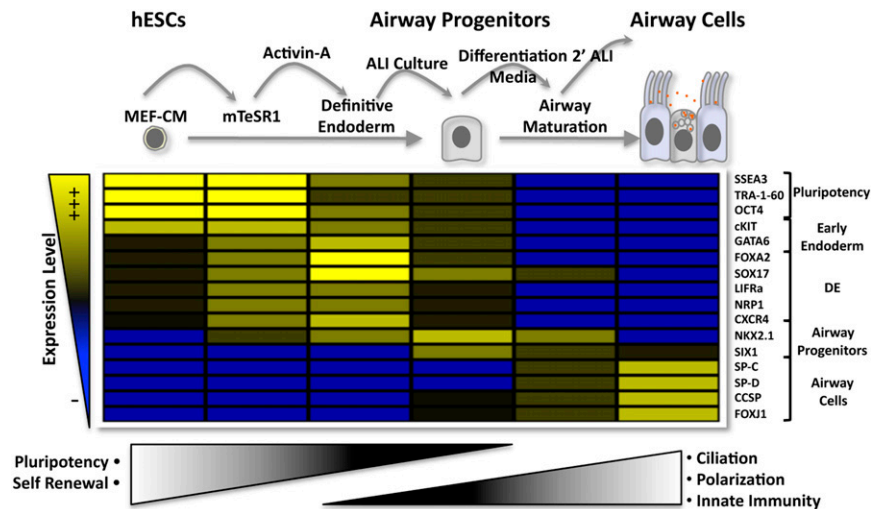 hESCs
Airway Progenitors
Airway Cells
Activin-A
ALI Culture
Differentiation 2' ALI
Media
MEF-CM
mTeSR1
Definitive
Endoderm
Airway
Maturation
Expression Level
+++
–
SSEA3
TRA-1-60
OCT4
cKIT
GATA6
FOXA2
SOX17
LIFRa
NRP1
CXCR4
NKX2.1
SIX1
SP-C
SP-D
CCSP
FOXJ1
Pluripotency
Early
Endoderm
DE
Airway
Progenitors
Airway
Cells
Pluripotency •
Self Renewal •
• Ciliation
• Polarization
• Innate Immunity